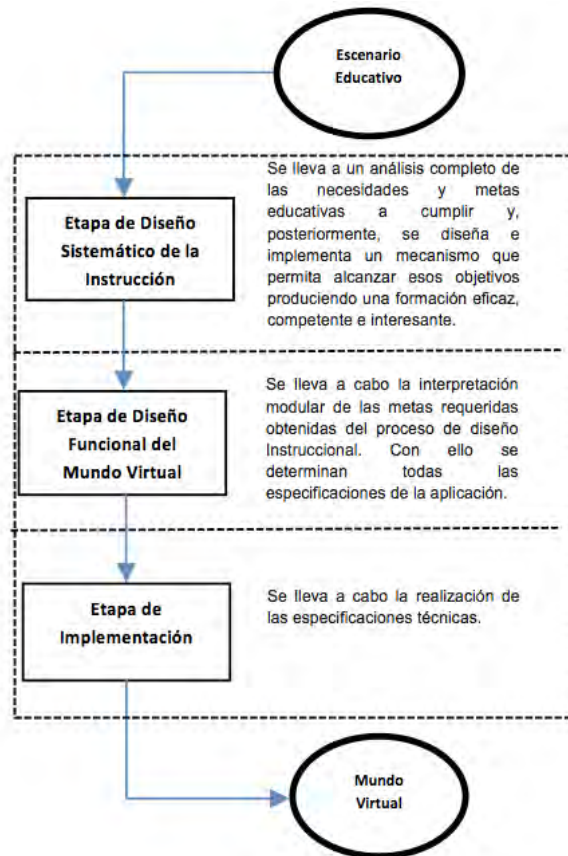 Escenario
Educativo
Etapa de Diseño
Sistemático de la
Instrucción
Se lleva a un análisis completo de
las necesidades y metas
educativas a cumplir y,
posteriormente, se diseña e
implementa un mecanismo que
permita alcanzar esos objetivos
produciendo una formación eficaz,
competente e interesante.
Etapa de Diseño
Funcional del
Mundo Virtual
Se lleva a cabo la interpretación
modular de las metas requeridas
obtenidas del proceso de diseño
Instruccional. Con ello se
determinan todas las
especificaciones de la aplicación.
Etapa de
Implementación
Se lleva a cabo la realización de
las especificaciones técnicas.
Mundo
Virtual